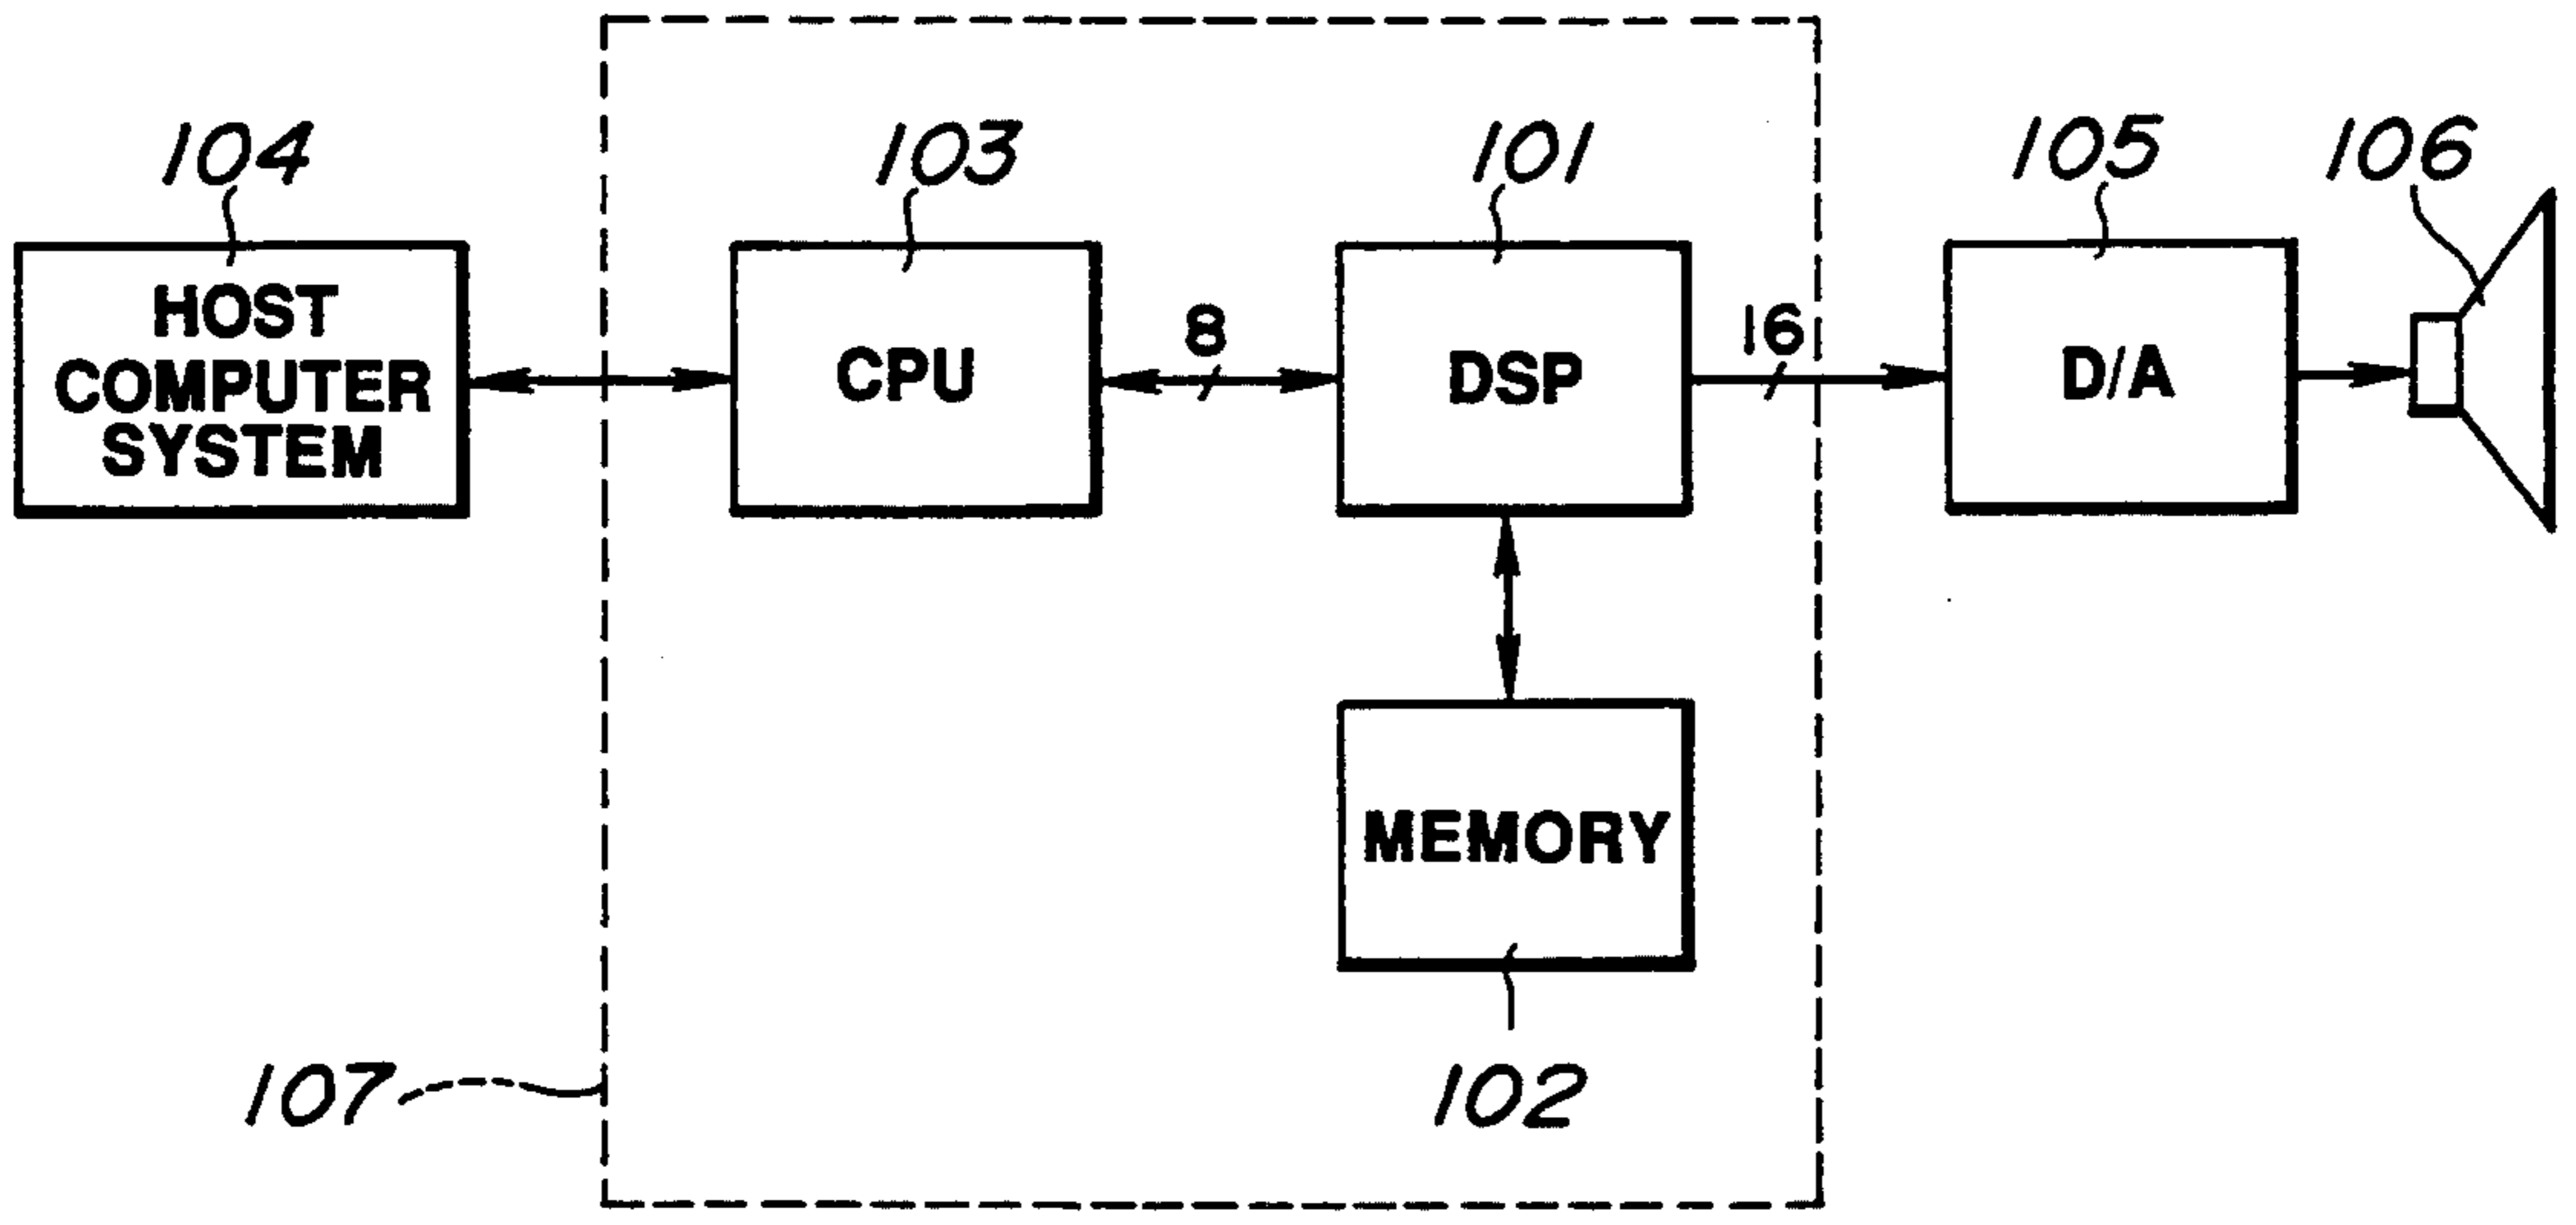 104
103
101
105
106
HOST
COMPUTER
SYSTEM
CPU
8
DSP
16
D/A
MEMORY
107
102